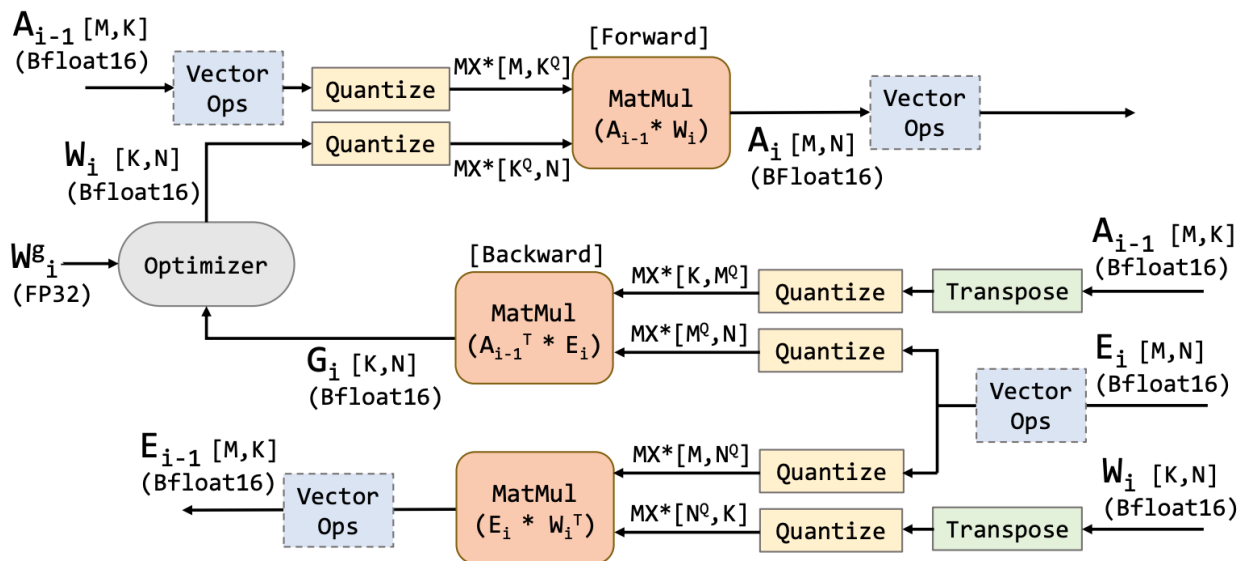 A_{i-1} [M,K]
(Bfloat16)
Vector
Ops
Quantize
MX*[M,K^Q]
[Forward]
MatMul
(A_{i-1}* W_i)
Vector
Ops
A_i [M,N]
(BFloat16)
W_i [K,N]
(Bfloat16)
Quantize
MX*[K^Q,N]
W^g_i
(FP32)
Optimizer
[Backward]
MatMul
(A_{i-1}^T * E_i)
MX*[K,M^Q]
Quantize
Transpose
A_{i-1} [M,K]
(Bfloat16)
MX*[M^Q,N]
Quantize
G_i [K,N]
(Bfloat16)
Vector
Ops
E_i [M,N]
(Bfloat16)
E_{i-1} [M,K]
(Bfloat16)
Vector
Ops
MatMul
(E_i * W_i^T)
MX*[M,N^Q]
Quantize
MX*[N^Q,K]
Quantize
Transpose
W_i [K,N]
(Bfloat16)